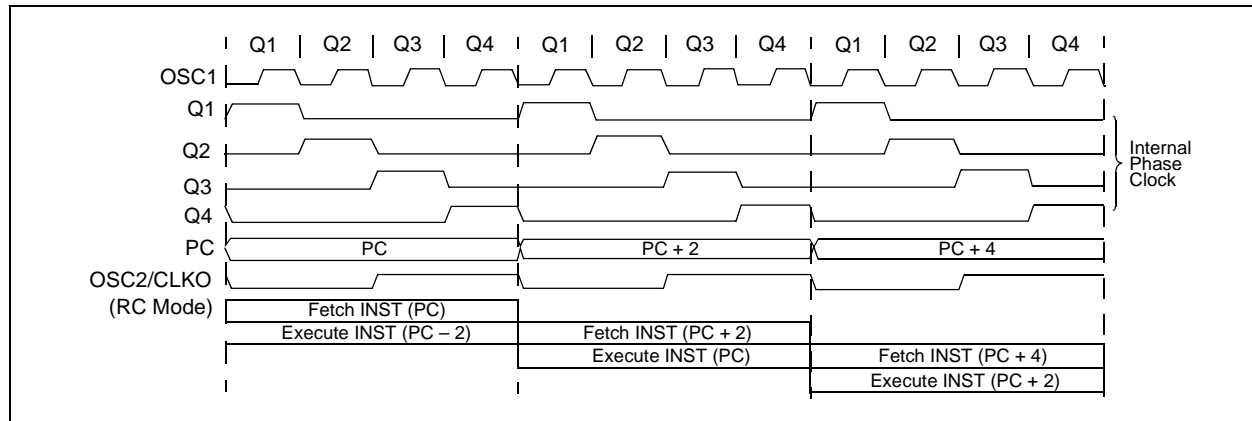 Q1 Q2 Q3 Q4 Q1 Q2 Q3 Q4 Q1 Q2 Q3 Q4
OSC1
Q1
Q2
Q3
Q4
Internal
Phase
Clock
PC PC PC + 2 PC + 4
OSC2/CLKO
(RC Mode)
Fetch INST (PC)
Execute INST (PC – 2) Fetch INST (PC + 2)
Execute INST (PC) Fetch INST (PC + 4)
Execute INST (PC + 2)